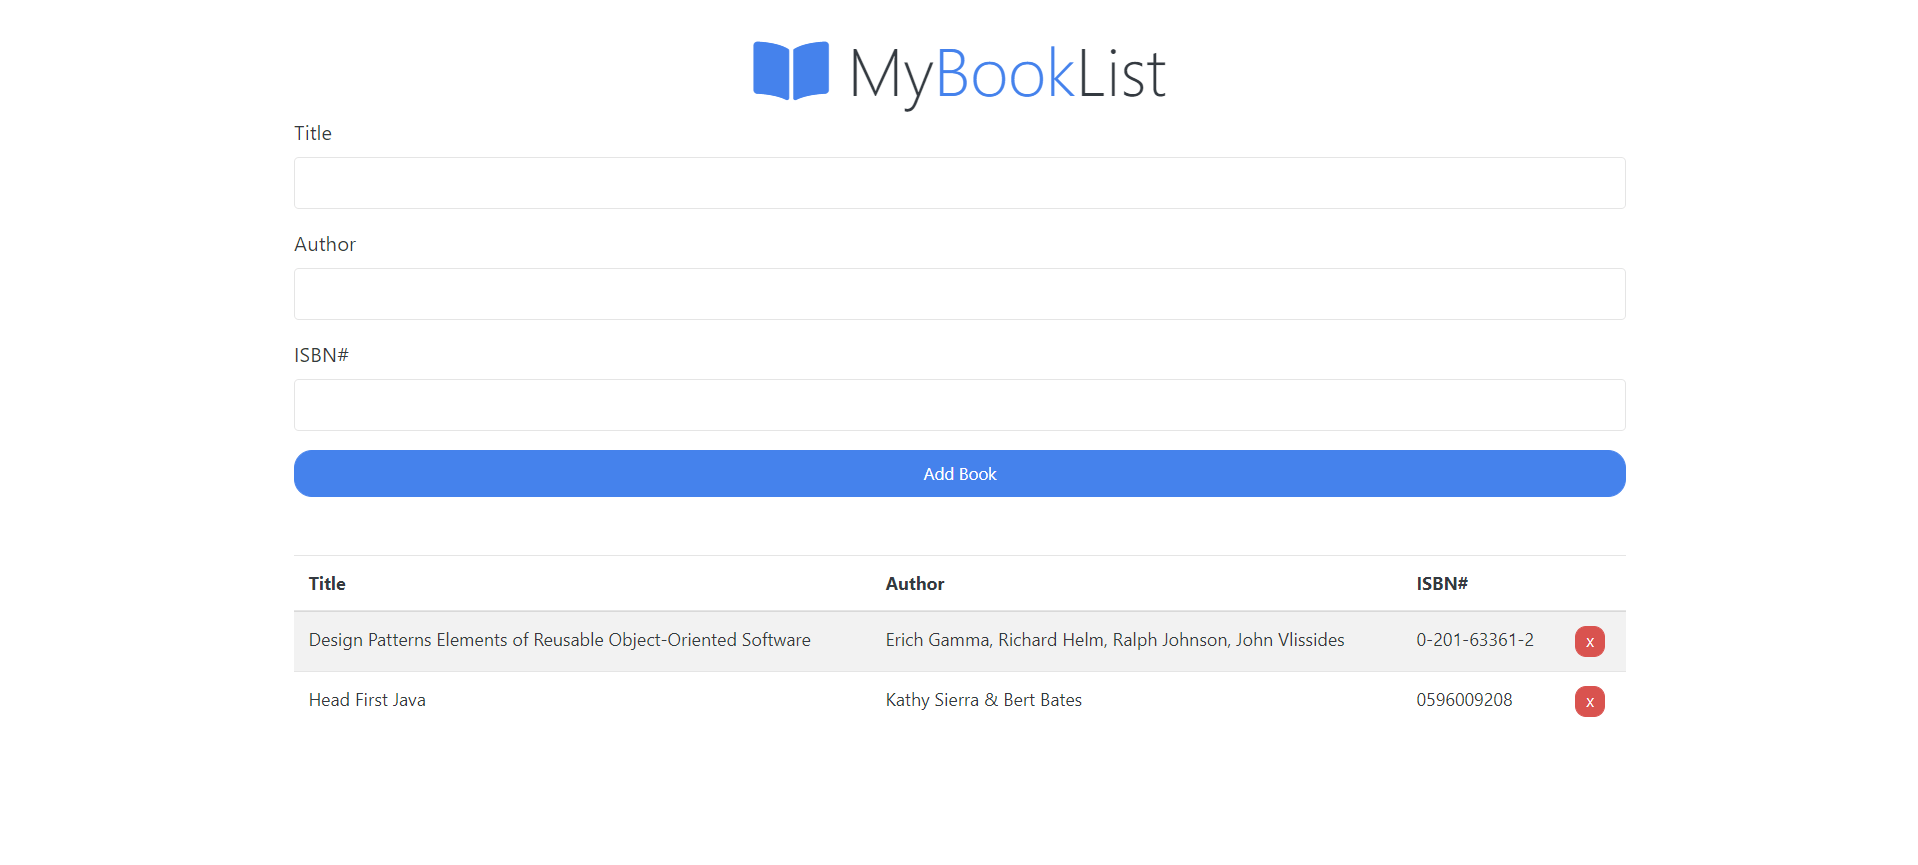 MyBookList
Title
Author
ISBN#
Add Book
Title Author ISBN#
Design Patterns Elements of Reusable Object-Oriented Software Erich Gamma, Richard Helm, Ralph Johnson, John Vlissides 0-201-63361-2 x
Head First Java Kathy Sierra & Bert Bates 0596009208 x